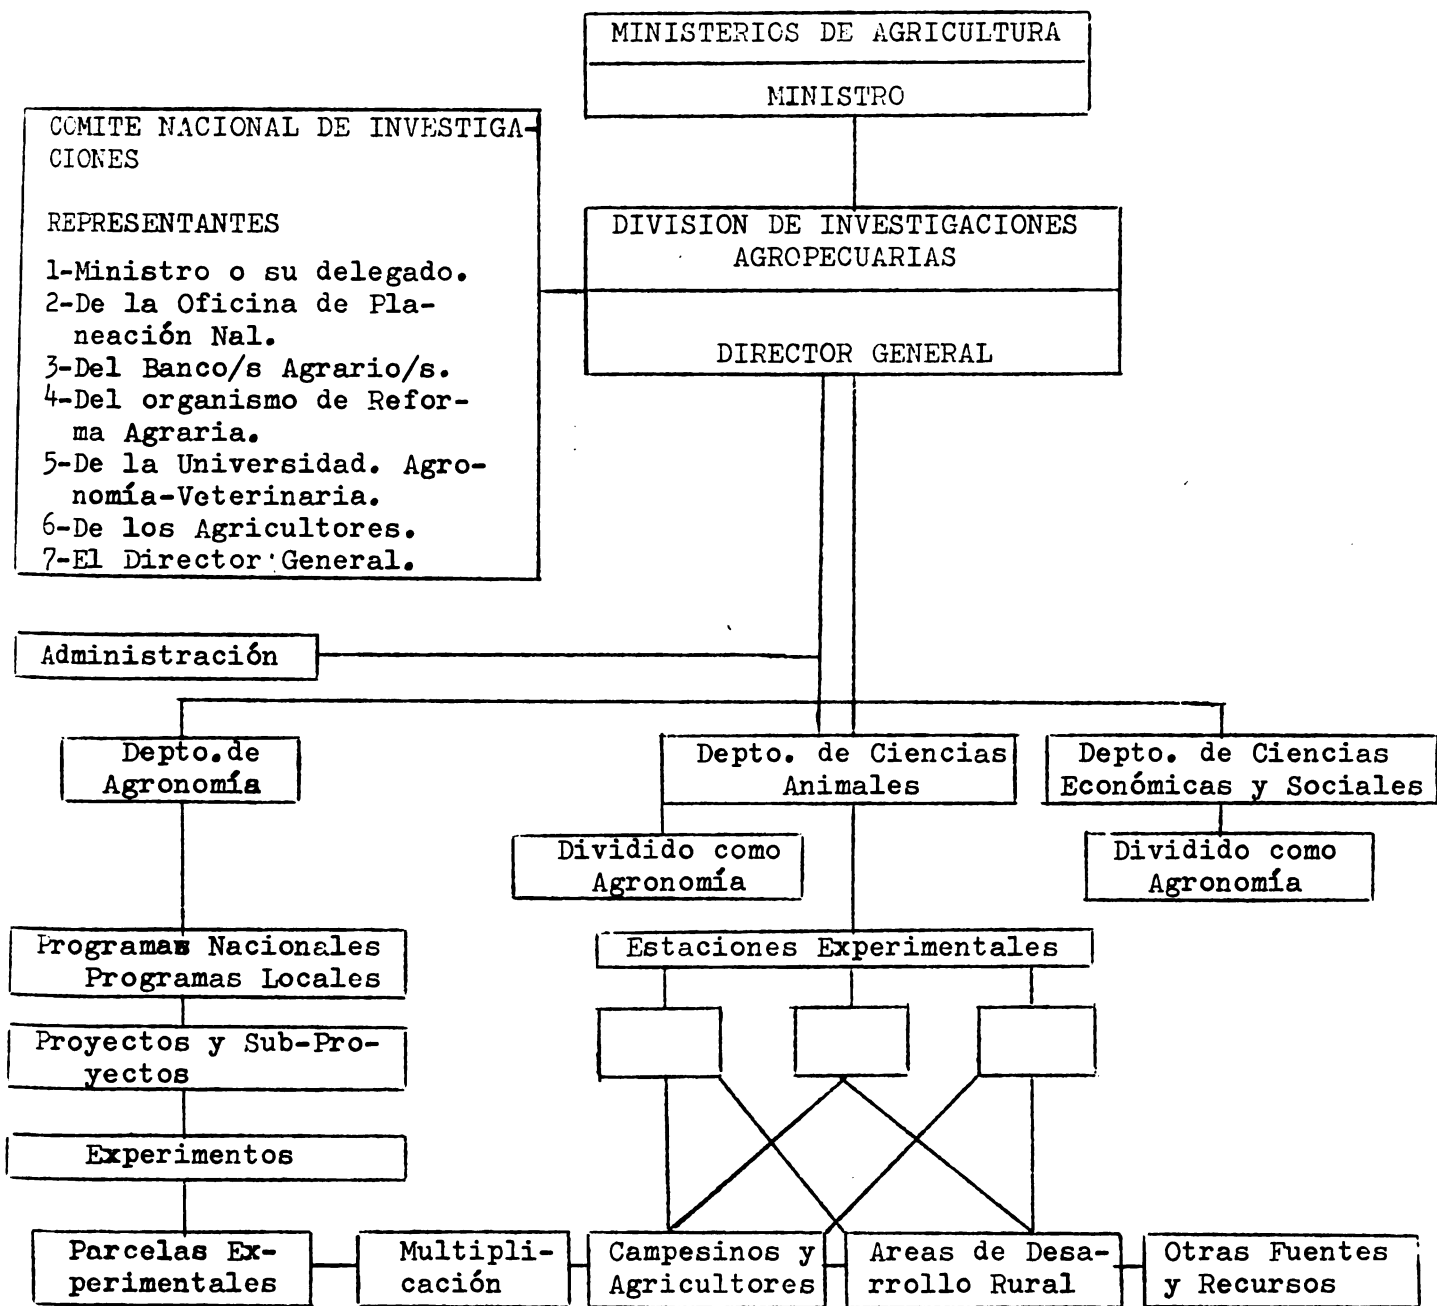 MINISTERIOS DE AGRICULTURA
MINISTRO
COMITE NACIONAL DE INVESTIGA-
CIONES
REPRESENTANTES
1-Ministro o su delegado.
2-De la Oficina de Pla-
neación Nal.
3-Del Banco/s Agrario/s.
4-Del organismo de Refor-
ma Agraria.
5-De la Universidad. Agro-
nomía-Veterinaria.
6-De los Agricultores.
7-El Director General.
DIVISION DE INVESTIGACIONES
AGROPECUARIAS
DIRECTOR GENERAL
Administración
Depto.de
Agronomía
Depto. de Ciencias
Animales
Depto. de Ciencias
Económicas y Sociales
Dividido como
Agronomía
Dividido como
Agronomía
Programas Nacionales
Programas Locales
Estaciones Experimentales
Proyectos y Sub-Pro-
yectos
Experimentos
Parcelas Ex-
perimentales
Multipli-
cación
Campesinos y
Agricultores
Areas de Desa-
rrollo Rural
Otras Fuentes
y Recursos